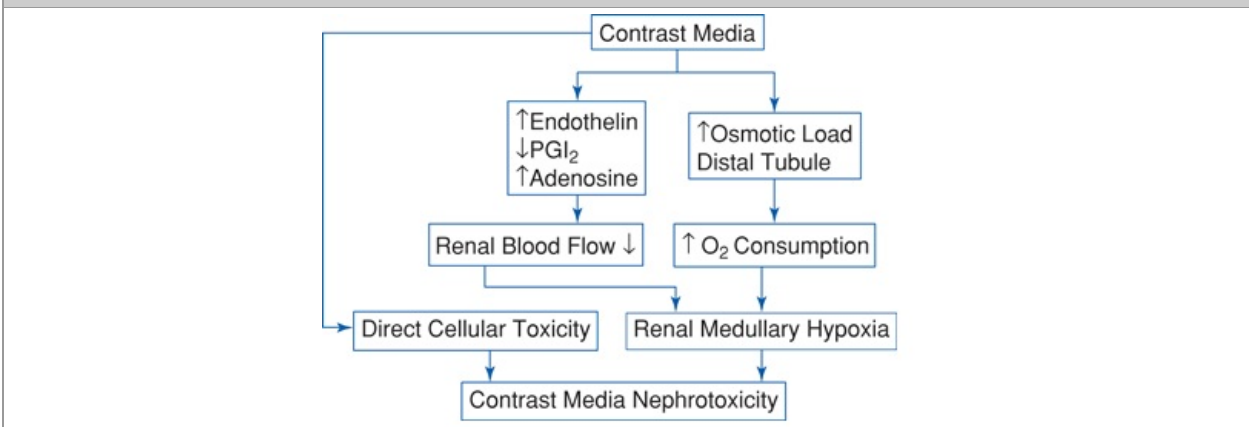 Contrast Media
↑Endothelin
↓PGI₂
↑Adenosine
↑Osmotic Load
Distal Tubule
Renal Blood Flow ↓
↑ O₂ Consumption
Direct Cellular Toxicity
Renal Medullary Hypoxia
Contrast Media Nephrotoxicity